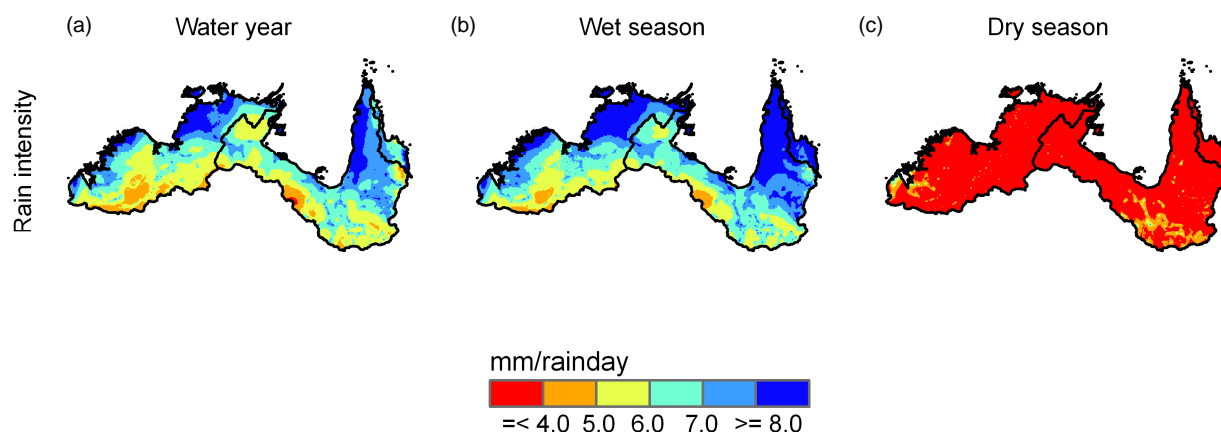 (a) Water year
(b) Wet season
(c) Dry season
Rain intensity
mm/rainday
=< 4.0 5.0 6.0 7.0 >= 8.0